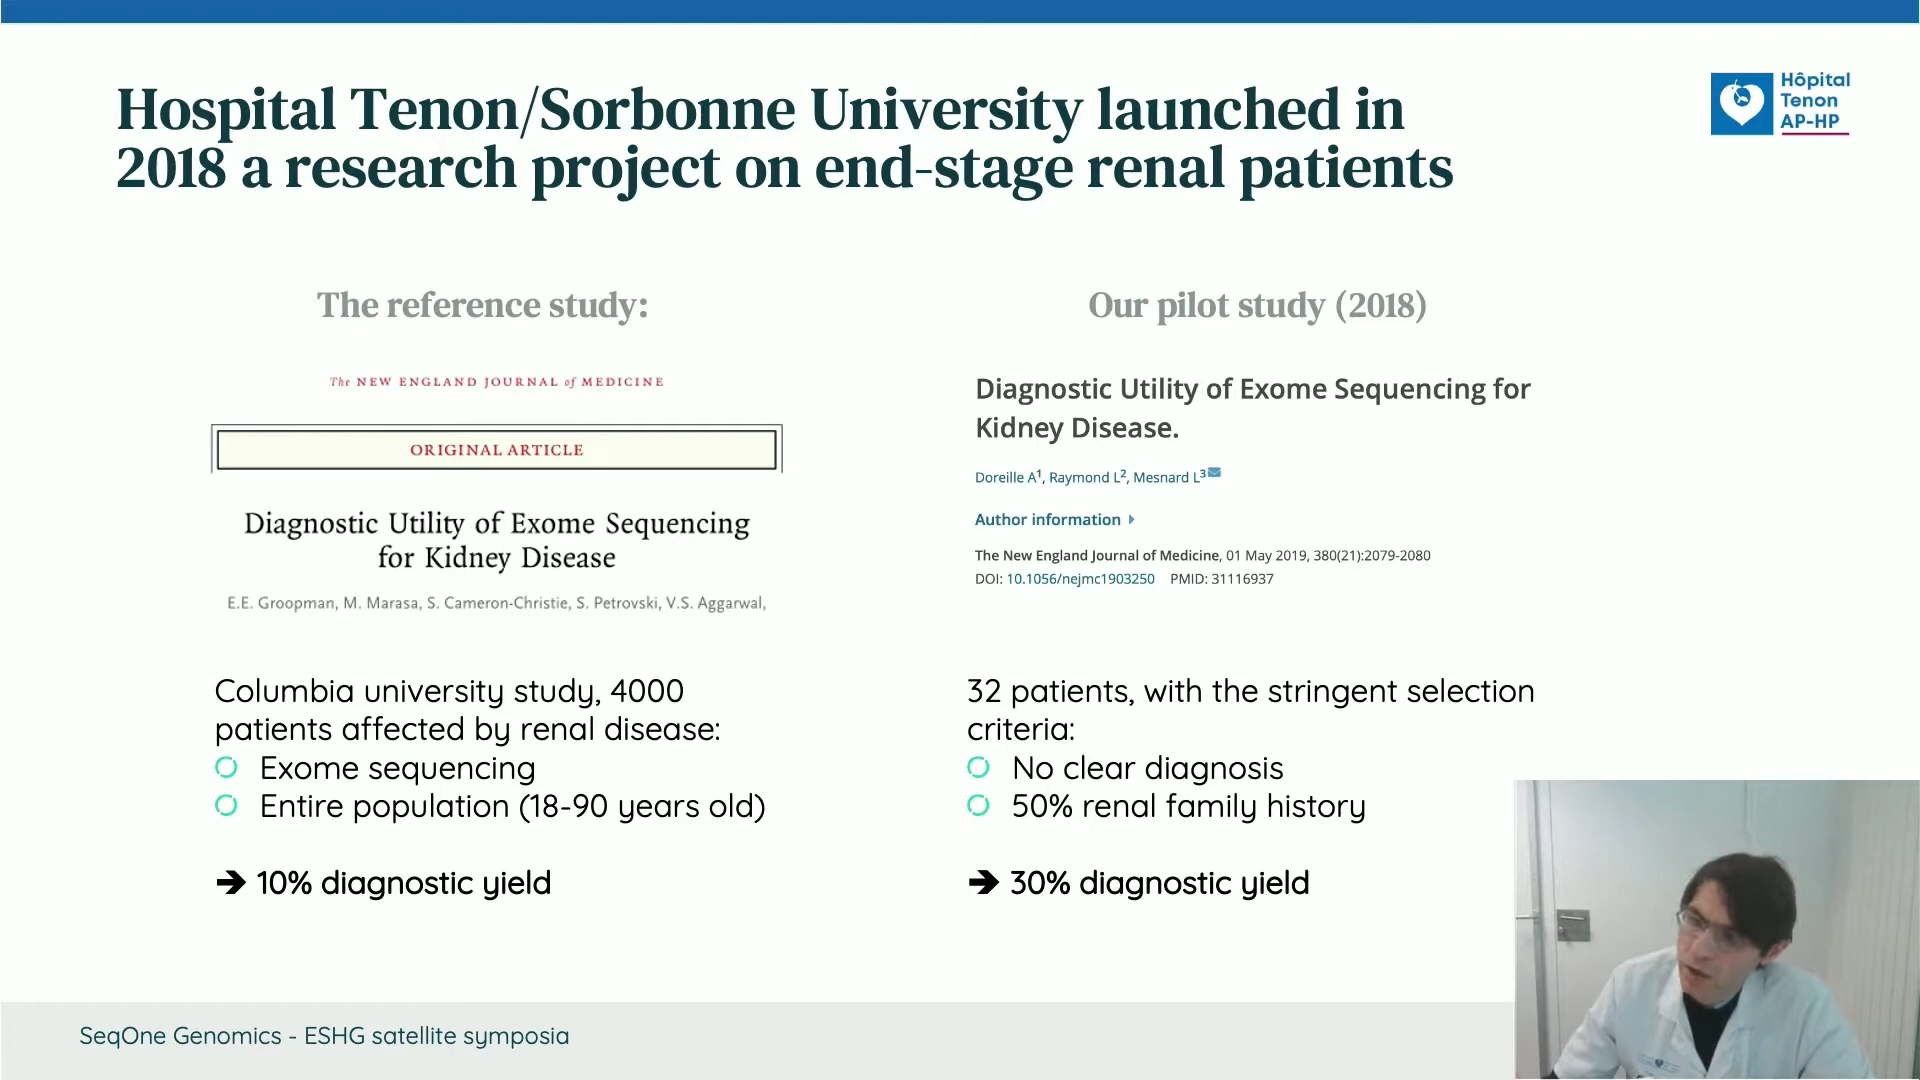 Hospital Tenon/Sorbonne University launched in
2018 a research project on end-stage renal patients
Hôpital
Tenon
AP-HP
The reference study:
The NEW ENGLAND JOURNAL of MEDICINE
ORIGINAL ARTICLE
Diagnostic Utility of Exome Sequencing
for Kidney Disease
E.E. Groopman, M. Marasa, S. Cameron-Christie, S. Petrovski, V.S. Aggarwal,
Columbia university study, 4000
patients affected by renal disease:
Exome sequencing
Entire population (18-90 years old)
➔ 10% diagnostic yield
Our pilot study (2018)
Diagnostic Utility of Exome Sequencing for
Kidney Disease.
Doreille A1, Raymond L2, Mesnard L3
Author information
The New England Journal of Medicine, 01 May 2019, 380(21):2079-2080
DOI: 10.1056/nejmc1903250 PMID: 31116937
32 patients, with the stringent selection
criteria:
No clear diagnosis
50% renal family history
➔ 30% diagnostic yield
SeqOne Genomics - ESHG satellite symposia